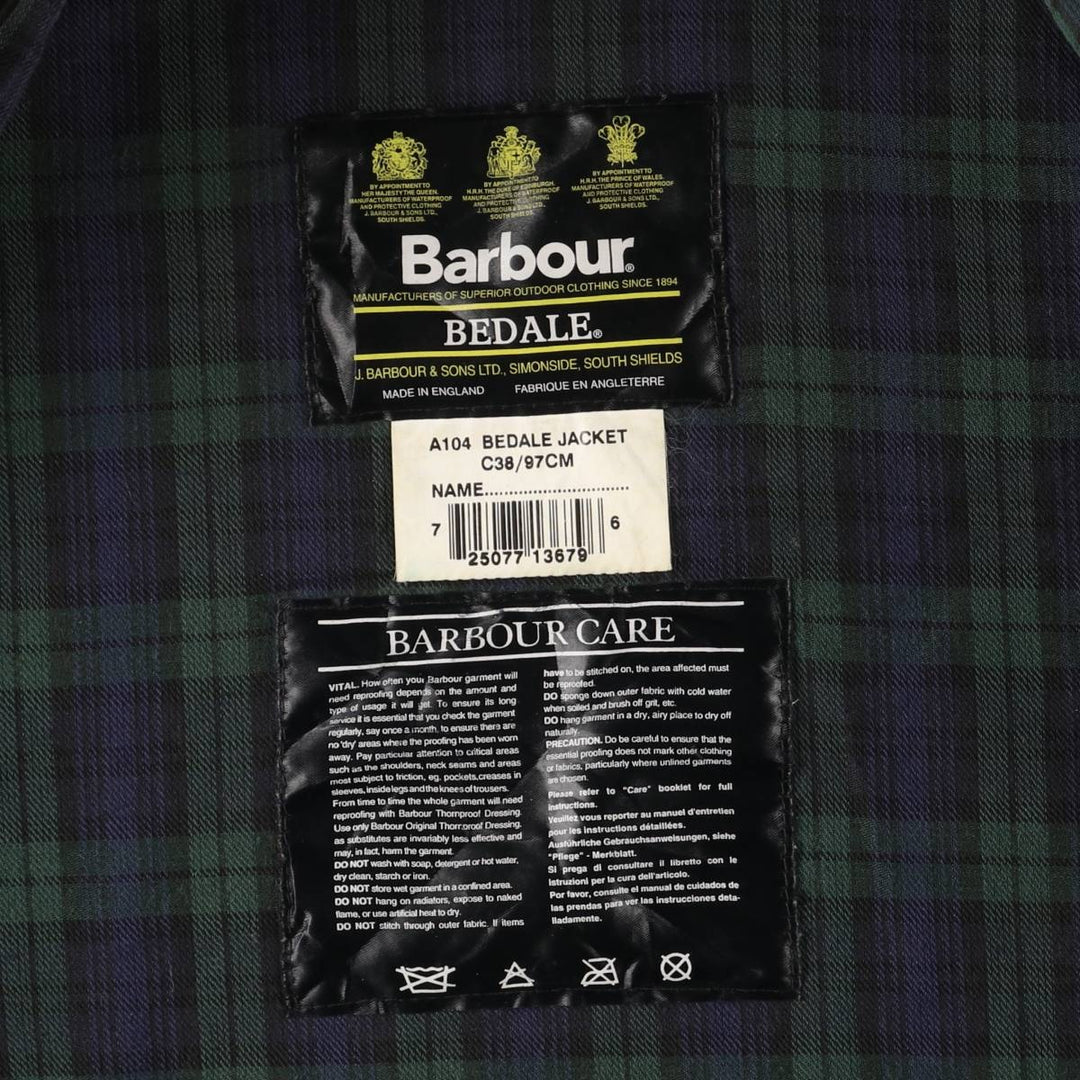 BY APPOINTMENT TO
HER MAJESTY THE QUEEN.
MANUFACTURERS OF WATERPROOF
AND PROTECTIVE CLOTHING
J. BARBOUR & SONS LTD.,
SOUTH SHIELDS.
BY APPOINTMENT TO
H.R.H. THE DUKE OF EDINBURGH.
MANUFACTURERS OF WATERPROOF
AND PROTECTIVE CLOTHING
J. BARBOUR & SONS LTD.,
SOUTH SHIELDS.
BY APPOINTMENT TO
H.R.H. THE PRINCE OF WALES.
MANUFACTURERS OF WATERPROOF
AND PROTECTIVE CLOTHING
J. BARBOUR & SONS LTD.,
SOUTH SHIELDS.
Barbour®
MANUFACTURERS OF SUPERIOR OUTDOOR CLOTHING SINCE 1894
BEDALE®
J. BARBOUR & SONS LTD., SIMONSIDE, SOUTH SHIELDS
MADE IN ENGLAND FABRIQUE EN ANGLETERRE
A104 BEDALE JACKET
C38/97CM
NAME..............................
7 25077 13679 6
BARBOUR CARE
VITAL. How often your Barbour garment will
need reproofing depends on the amount and
type of usage it will get. To ensure its long
service it is essential that you check the garment
regularly, say once a month, to ensure there are
no 'dry' areas where the proofing has been worn
away. Pay particular attention to critical areas
such as the shoulders, neck seams and areas
most subject to friction, eg. pockets,creases in
sleeves, inside legs and the knees of trousers.
From time to time the whole garment will need
reproofing with Barbour Thornproof Dressing.
Use only Barbour Original Thornproof Dressing,
as substitutes are invariably less effective and
may, in fact, harm the garment.
DO NOT wash with soap, detergent or hot water,
dry clean, starch or iron.
DO NOT store wet garment in a confined area.
DO NOT hang on radiators, expose to naked
flame, or use artificial heat to dry.
DO NOT stitch through outer fabric. If items
have to be stitched on, the area affected must
be reproofed.
DO sponge down outer fabric with cold water
when soiled and brush off grit, etc.
DO hang garment in a dry, airy place to dry off
naturally.
PRECAUTION. Do be careful to ensure that the
essential proofing does not mark other clothing
or fabrics, particularly where unlined garments
are chosen.
Please refer to "Care" booklet for full
instructions.
Veuillez vous reporter au manuel d'entretien
pour les instructions détaillées.
Ausführliche Gebrauchsanweisungen, siehe
"Pflege" - Merkblatt.
Si prega di consultare il libretto con le
istruzioni per la cura dell'articolo.
Por favor, consulte el manual de cuidados de
las prendas para ver las instrucciones deta-
lladamente.